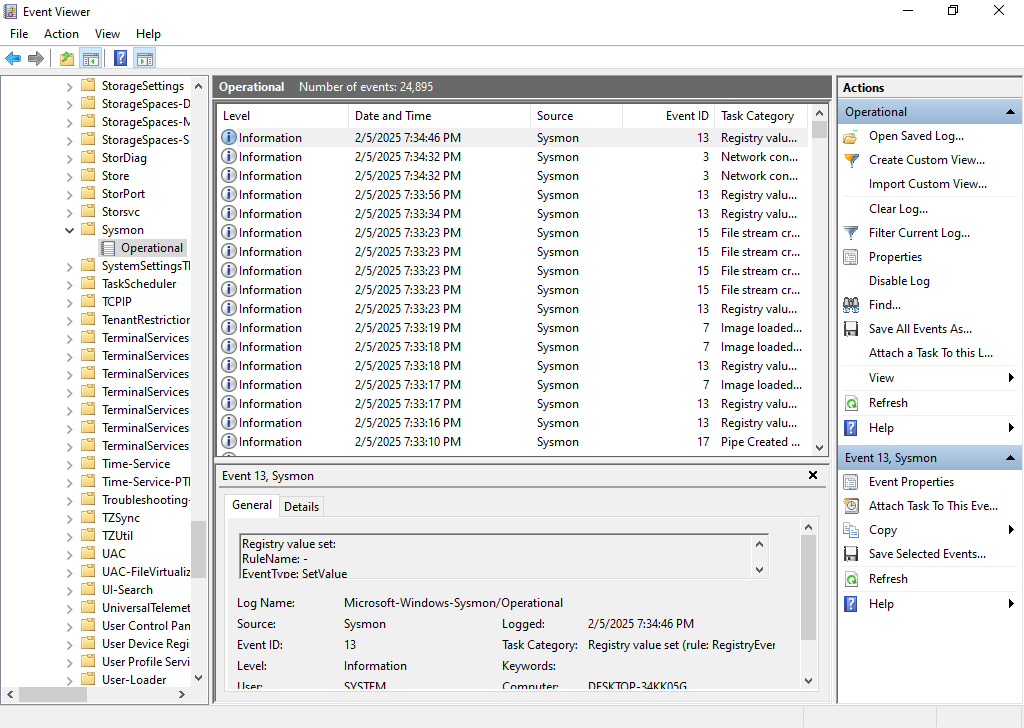 Event Viewer
File Action View Help
StorageSettings
StorageSpaces-D
StorageSpaces-M
StorageSpaces-S
StorDiag
Store
StorPort
Storsvc
Sysmon
Operational
SystemSettingsTh
TaskScheduler
TCPIP
TenantRestriction
TerminalServices
TerminalServices
TerminalServices
TerminalServices
TerminalServices
TerminalServices
TerminalServices
Time-Service
Time-Service-PTI
Troubleshooting-
TZSync
TZUtil
UAC
UAC-FileVirtualiz
UI-Search
UniversalTelemet
User Control Pan
User Device Regi
User Profile Servi
User-Loader
Operational Number of events: 24,895
Level Date and Time Source Event ID Task Category
Information 2/5/2025 7:34:46 PM Sysmon 13 Registry valu...
Information 2/5/2025 7:34:32 PM Sysmon 3 Network con...
Information 2/5/2025 7:34:32 PM Sysmon 3 Network con...
Information 2/5/2025 7:33:56 PM Sysmon 13 Registry valu...
Information 2/5/2025 7:33:34 PM Sysmon 13 Registry valu...
Information 2/5/2025 7:33:23 PM Sysmon 15 File stream cr...
Information 2/5/2025 7:33:23 PM Sysmon 15 File stream cr...
Information 2/5/2025 7:33:23 PM Sysmon 15 File stream cr...
Information 2/5/2025 7:33:23 PM Sysmon 15 File stream cr...
Information 2/5/2025 7:33:23 PM Sysmon 13 Registry valu...
Information 2/5/2025 7:33:19 PM Sysmon 7 Image loaded...
Information 2/5/2025 7:33:18 PM Sysmon 7 Image loaded...
Information 2/5/2025 7:33:18 PM Sysmon 13 Registry valu...
Information 2/5/2025 7:33:17 PM Sysmon 7 Image loaded...
Information 2/5/2025 7:33:17 PM Sysmon 13 Registry valu...
Information 2/5/2025 7:33:16 PM Sysmon 13 Registry valu...
Information 2/5/2025 7:33:10 PM Sysmon 17 Pipe Created ...
Event 13, Sysmon
General Details
Registry value set:
RuleName: -
EventType: SetValue
Log Name: Microsoft-Windows-Sysmon/Operational
Source: Sysmon Logged: 2/5/2025 7:34:46 PM
Event ID: 13 Task Category: Registry value set (rule: RegistryEver
Level: Information Keywords:
User: SYSTEM Computer: DESKTOP-34KK05G
Actions
Operational
Open Saved Log...
Create Custom View...
Import Custom View...
Clear Log...
Filter Current Log...
Properties
Disable Log
Find...
Save All Events As...
Attach a Task To this L...
View
Refresh
Help
Event 13, Sysmon
Event Properties
Attach Task To This Eve...
Copy
Save Selected Events...
Refresh
Help